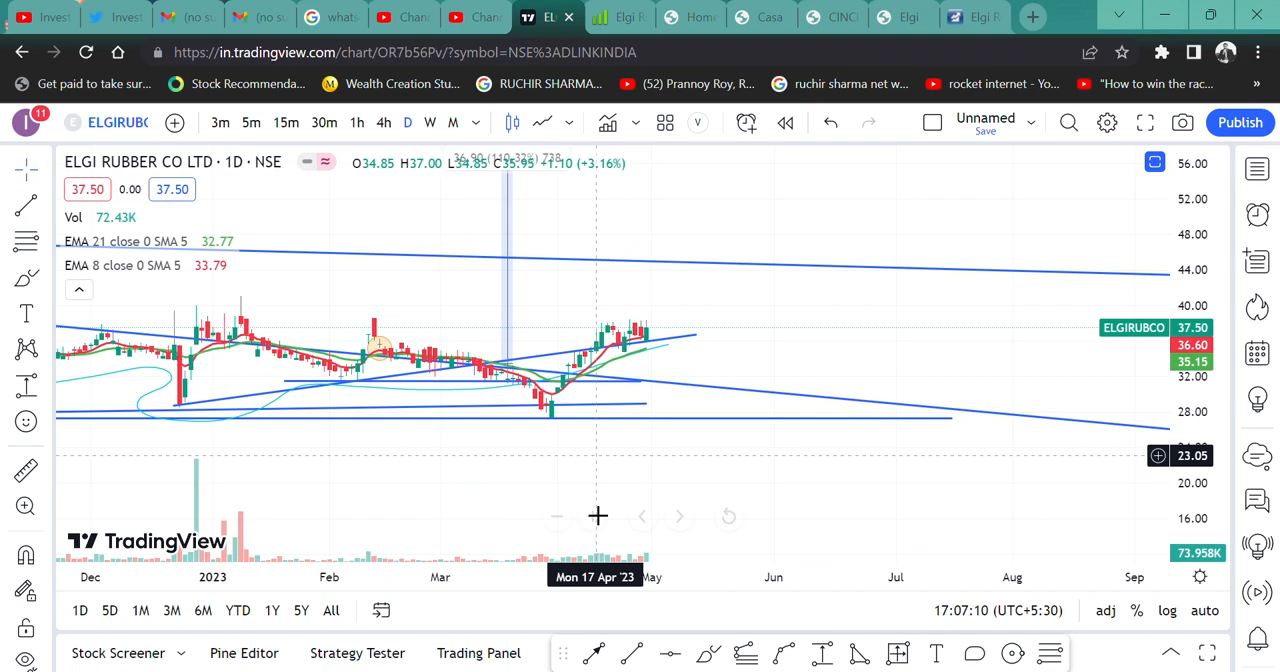 Invest Invest (no su (no su whats Chann Chann EL Elgi R Home Casa CINC Elgi Elgi R
https://in.tradingview.com/chart/OR7b56Pv/?symbol=NSE%3ADLINKINDIA
Get paid to take sur... Stock Recommenda... Wealth Creation Stu... RUCHIR SHARMA... (52) Prannoy Roy, R... ruchir sharma net w... rocket internet - Yo... "How to win the rac... »
I 11 E ELGIRUBC 3m 5m 15m 30m 1h 4h D W M V Unnamed Save Publish
ELGI RUBBER CO LTD · 1D · NSE O34.85 H37.00 L34.85 C35.95 +1.10 (+3.16%)
37.50 0.00 37.50
Vol 72.43K
EMA 21 close 0 SMA 5 32.77
EMA 8 close 0 SMA 5 33.79
56.00
52.00
48.00
44.00
40.00
ELGIRUBCO 37.50
36.60
35.15
32.00
28.00
23.05
20.00
16.00
73.958K
TradingView
Dec 2023 Feb Mar Mon 17 Apr '23 May Jun Jul Aug Sep
1D 5D 1M 3M 6M YTD 1Y 5Y All 17:07:10 (UTC+5:30) adj % log auto
Stock Screener Pine Editor Strategy Tester Trading Panel